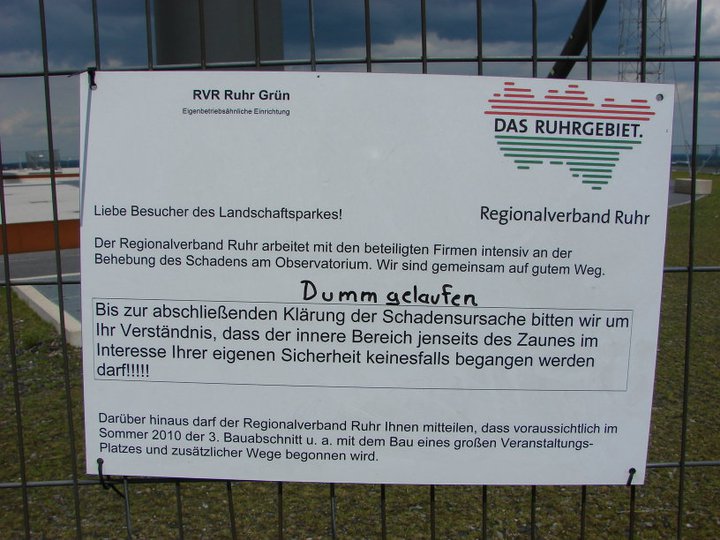 RVR Ruhr Grün
Eigenbetriebsähnliche Einrichtung
DAS RUHRGEBIET.
Regionalverband Ruhr
Liebe Besucher des Landschaftsparkes!
Der Regionalverband Ruhr arbeitet mit den beteiligten Firmen intensiv an der
Behebung des Schadens am Observatorium. Wir sind gemeinsam auf gutem Weg.
Dumm gelaufen
Bis zur abschließenden Klärung der Schadensursache bitten wir um
Ihr Verständnis, dass der innere Bereich jenseits des Zaunes im
Interesse Ihrer eigenen Sicherheit keinesfalls begangen werden
darf!!!!!
Darüber hinaus darf der Regionalverband Ruhr Ihnen mitteilen, dass voraussichtlich im
Sommer 2010 der 3. Bauabschnitt u. a. mit dem Bau eines großen Veranstaltungs-
Platzes und zusätzlicher Wege begonnen wird.